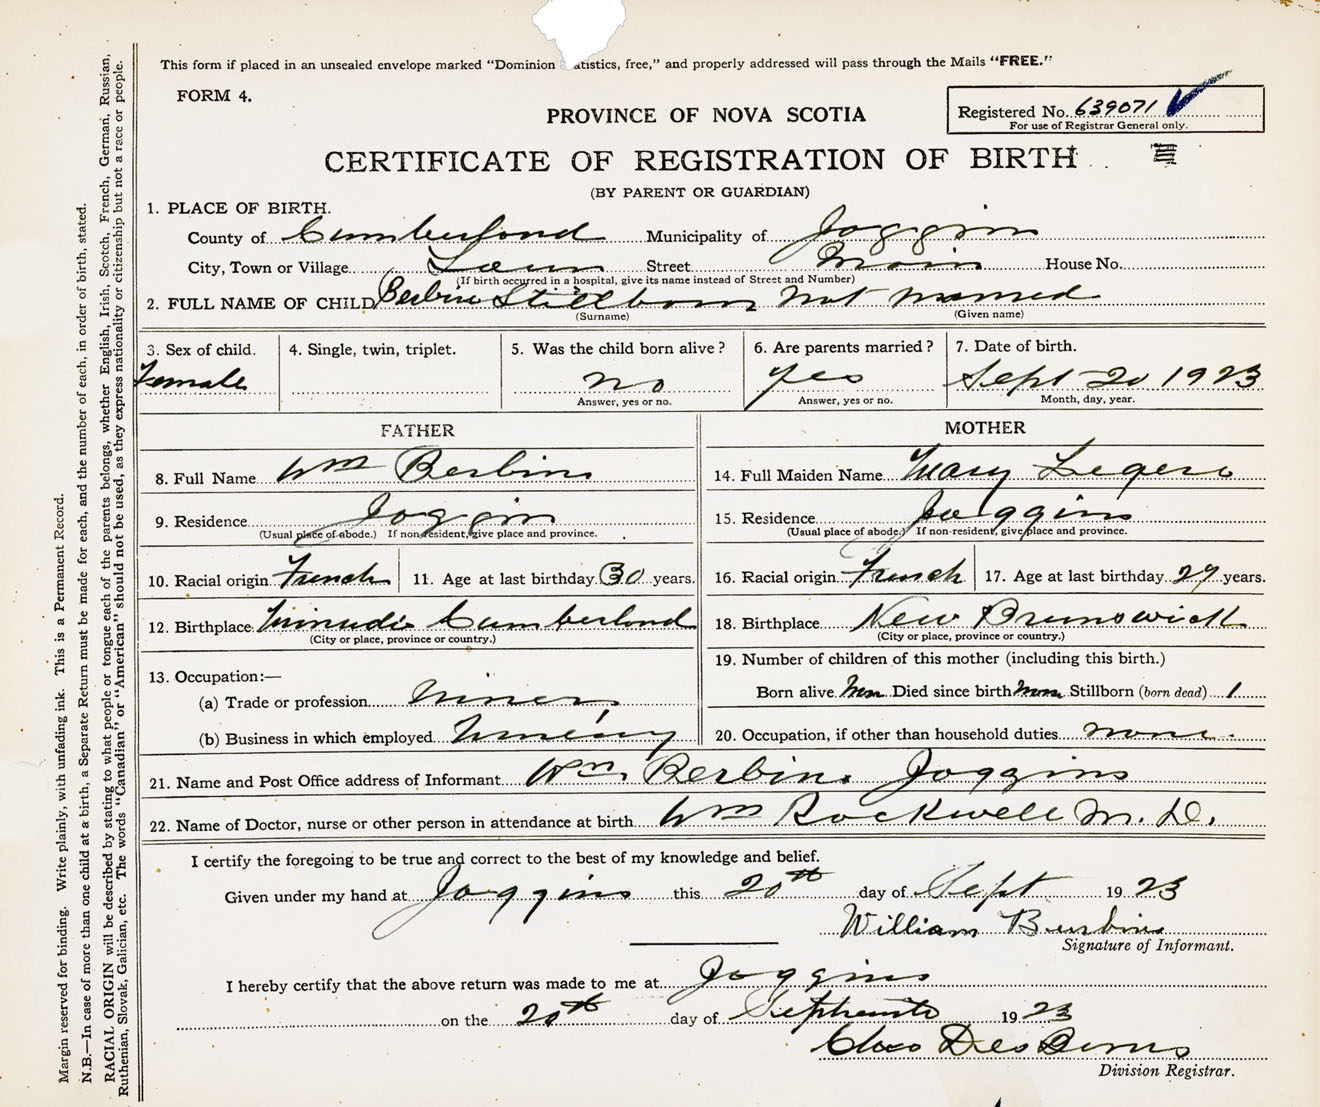 This form if placed in an unsealed envelope marked "Dominion atistics, free," and properly addressed will pass through the Mails "FREE."
FORM 4.
PROVINCE OF NOVA SCOTIA
Registered No. 639071
For use of Registrar General only.
CERTIFICATE OF REGISTRATION OF BIRTH
(BY PARENT OR GUARDIAN)
1. PLACE OF BIRTH.
County of Cumberland Municipality of Joggins
City, Town or Village Town Street Main House No.
(If birth occurred in a hospital, give its name instead of Street and Number)
2. FULL NAME OF CHILD Berbine Stillborn Not named
(Surname) (Given name)
3. Sex of child. 4. Single, twin, triplet. 5. Was the child born alive? 6. Are parents married? 7. Date of birth.
Female no yes Sept 20 1923
Answer, yes or no. Answer, yes or no. Month, day, year.
FATHER MOTHER
8. Full Name Wm Berbine 14. Full Maiden Name Mary Legere
9. Residence Joggins 15. Residence Joggins
(Usual place of abode.) If non-resident, give place and province. (Usual place of abode.) If non-resident, give place and province.
10. Racial origin French 11. Age at last birthday 30 years. 16. Racial origin French 17. Age at last birthday 29 years.
12. Birthplace Minudie Cumberland 18. Birthplace New Brunswick
(City or place, province or country.) (City or place, province or country.)
13. Occupation:— 19. Number of children of this mother (including this birth.)
(a) Trade or profession Miner Born alive Died since birth Stillborn (born dead) 1
(b) Business in which employed 20. Occupation, if other than household duties none
21. Name and Post Office address of Informant Wm Berbine Joggins
22. Name of Doctor, nurse or other person in attendance at birth Wm Rockwell M. D.
I certify the foregoing to be true and correct to the best of my knowledge and belief.
Given under my hand at Joggins this 20th day of Sept 19 23
William Burbine
Signature of Informant.
I hereby certify that the above return was made to me at Joggins
on the 20th day of September 19 23
Chas Des Barres
Division Registrar.
Margin reserved for binding. Write plainly, with unfading ink. This is a Permanent Record.
N.B.—In case of more than one child at a birth, a Separate Return must be made for each, and the number of each, in order of birth, stated.
RACIAL ORIGIN will be described by stating to what people or tongue each of the parents belongs, whether English, Irish, Scotch, French, German, Russian,
Ruthenian, Slovak, Galician, etc. The words "Canadian" or "American" should not be used, as they express nationality or citizenship but not a race or people.